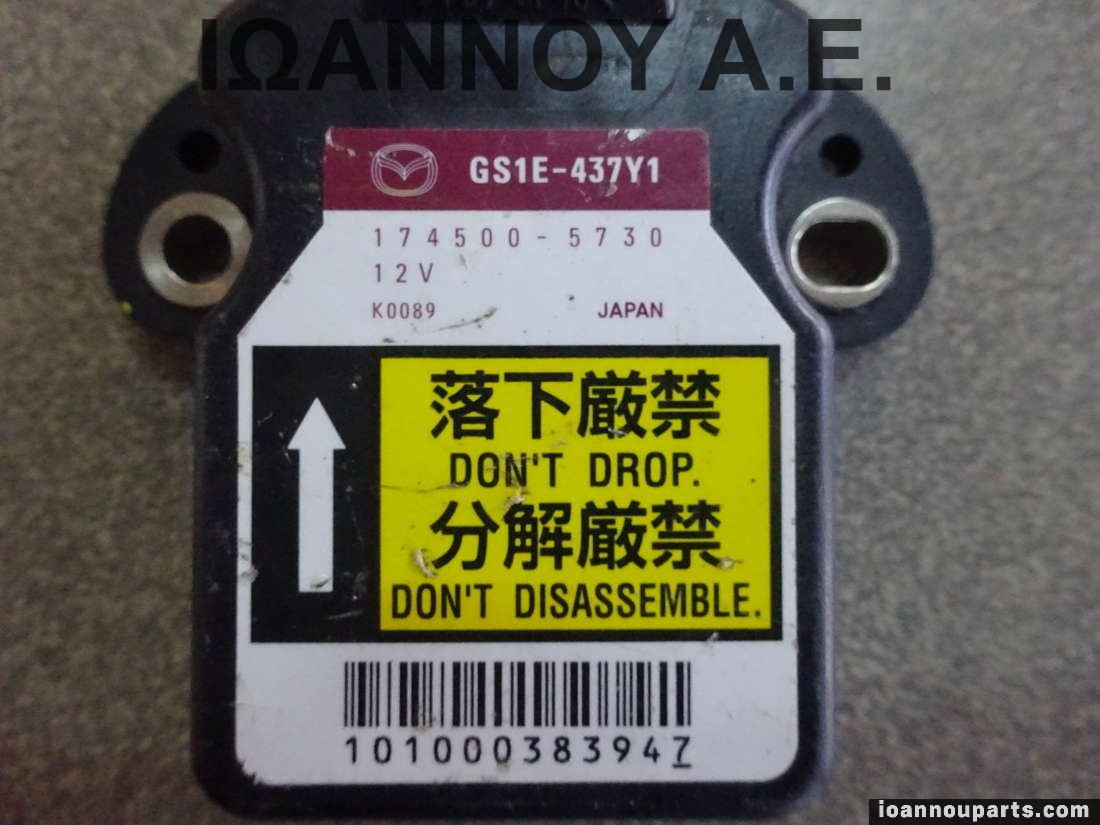 ΙΩΑΝΝΟΥ Α.Ε.
GS1E-437Y1
174500-5730
12V
K0089 JAPAN
落下厳禁
DON'T DROP.
分解厳禁
DON'T DISASSEMBLE.
101000383947
ioannouparts.com